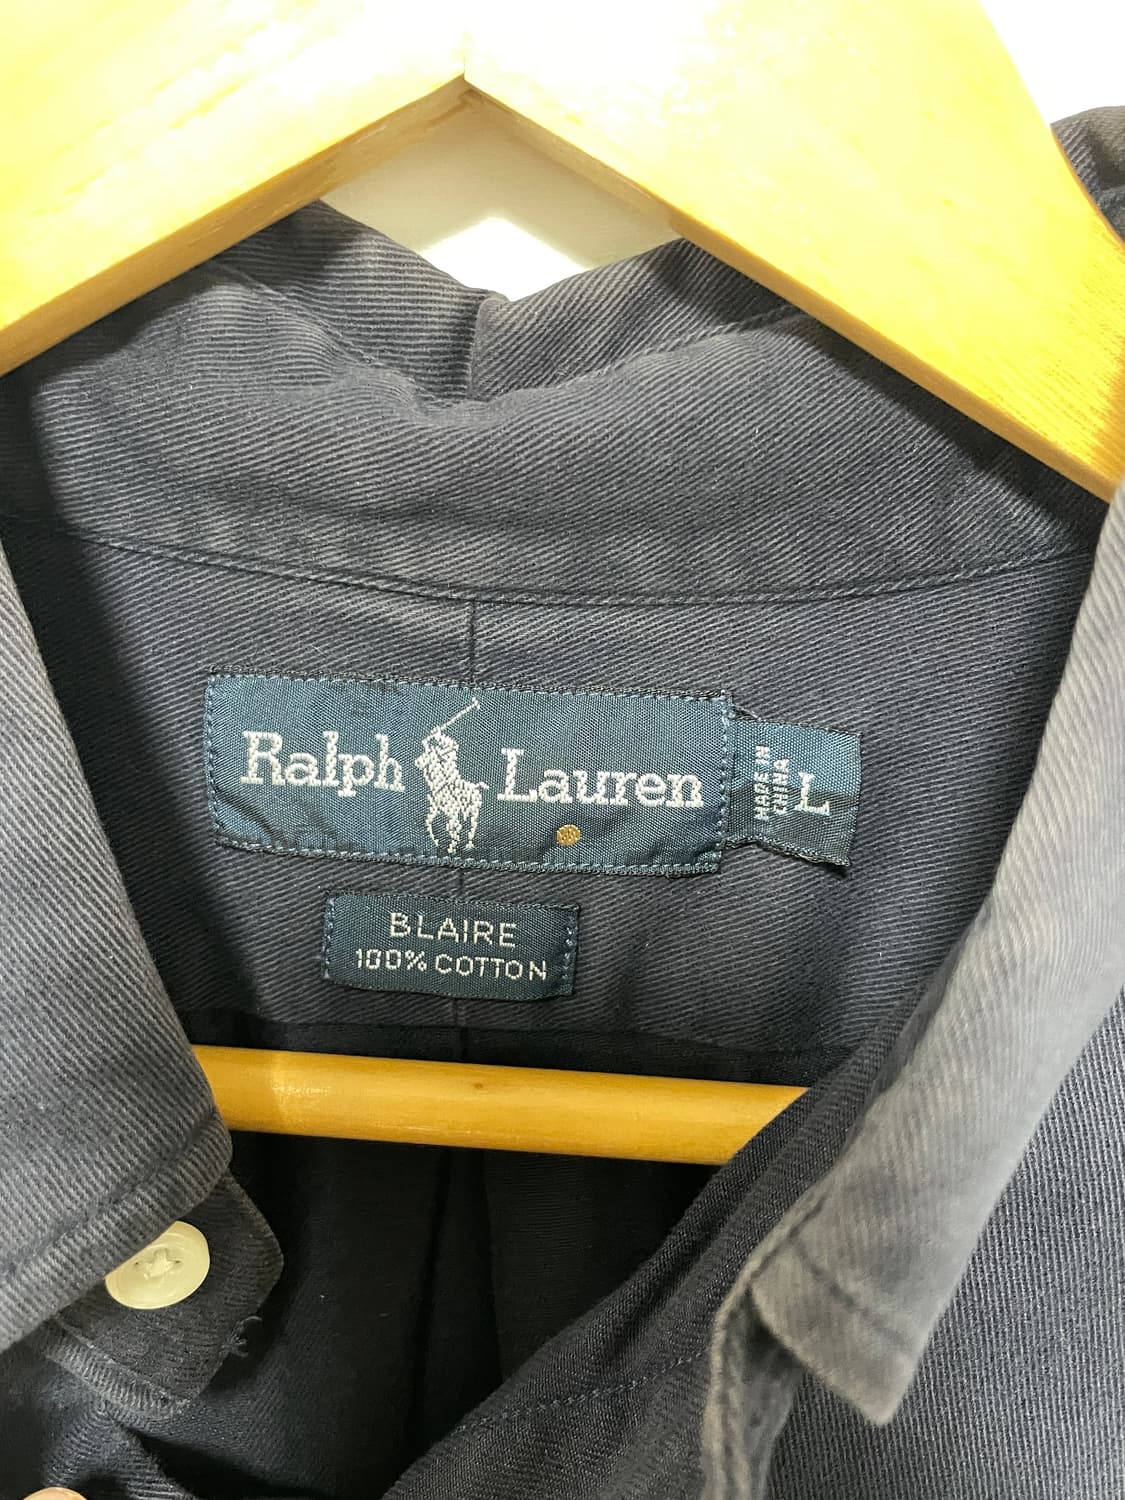 Ralph Lauren
MADE IN
CHINA
L
BLAIRE
100% COTTON